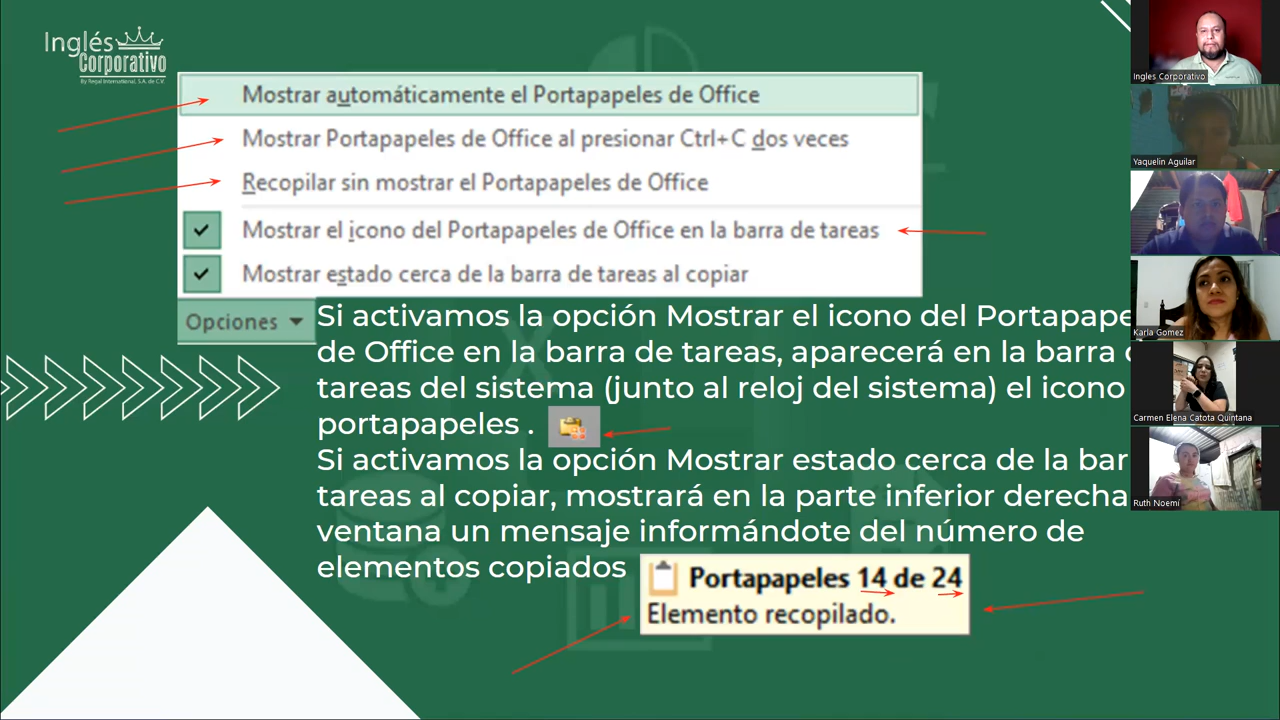 Inglés
Corporativo
By Repal International, S.A. de C.V.
Mostrar automáticamente el Portapapeles de Office
Mostrar Portapapeles de Office al presionar Ctrl+C dos veces
Recopilar sin mostrar el Portapapeles de Office
Mostrar el icono del Portapapeles de Office en la barra de tareas
Mostrar estado cerca de la barra de tareas al copiar
Opciones
Si activamos la opción Mostrar el icono del Portapape
de Office en la barra de tareas, aparecerá en la barra
tareas del sistema (junto al reloj del sistema) el icono
portapapeles .
Si activamos la opción Mostrar estado cerca de la bar
tareas al copiar, mostrará en la parte inferior derecha
ventana un mensaje informándote del número de
elementos copiados
Portapapeles 14 de 24
Elemento recopilado.
Ingles Corporativo
Yaquelin Aguilar
Karla Gomez
Carmen Elena Catota Quintana
Ruth Noemí